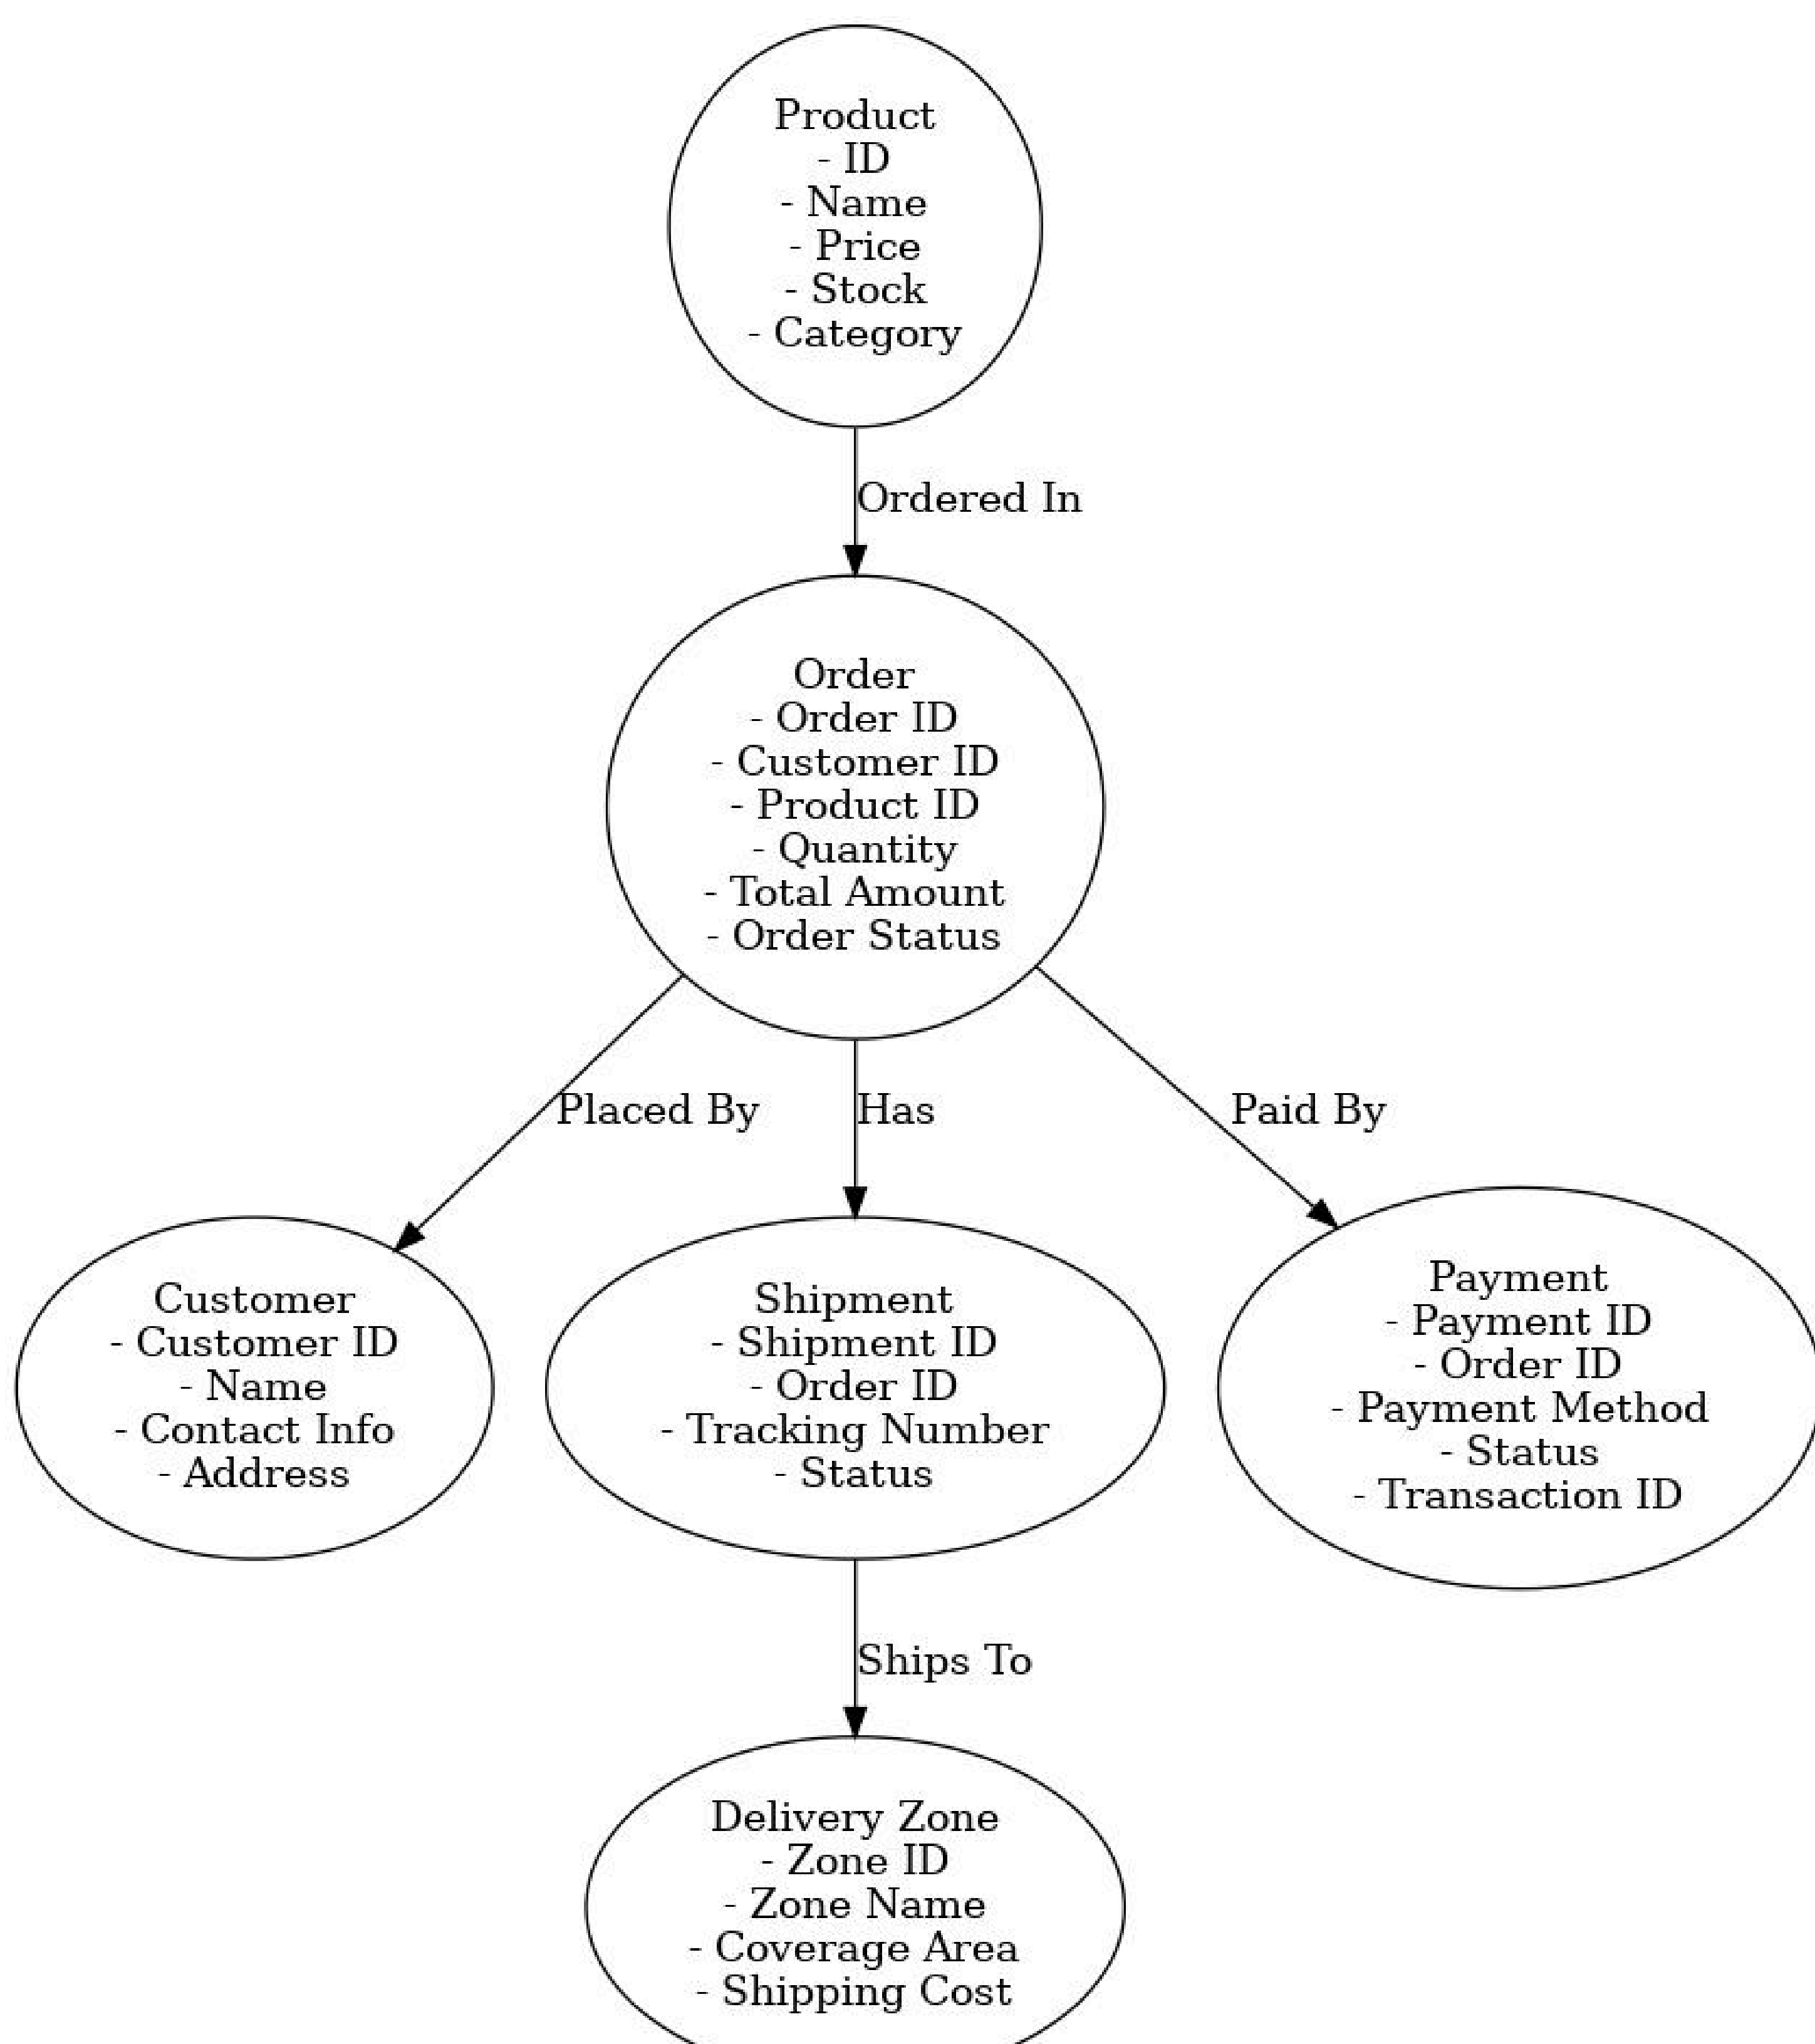 Product
- ID
- Name
- Price
- Stock
- Category
Ordered In
Order
- Order ID
- Customer ID
- Product ID
- Quantity
- Total Amount
- Order Status
Placed By
Has
Paid By
Customer
- Customer ID
- Name
- Contact Info
- Address
Shipment
- Shipment ID
- Order ID
- Tracking Number
- Status
Payment
- Payment ID
- Order ID
- Payment Method
- Status
- Transaction ID
Ships To
Delivery Zone
- Zone ID
- Zone Name
- Coverage Area
- Shipping Cost